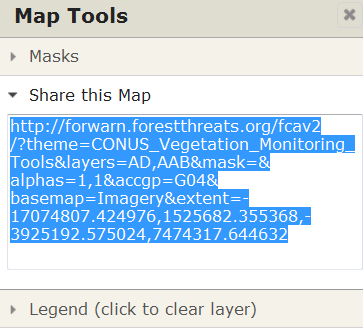 Map Tools
Masks
Share this Map
http://forwarn.forestthreats.org/fcav2
/?theme=CONUS_Vegetation_Monitoring_
Tools&layers=AD,AAB&mask=&
alphas=1,1&accgp=G04&
basemap=Imagery&extent=-
17074807.424976,1525682.355368,-
3925192.575024,7474317.644632
Legend (click to clear layer)